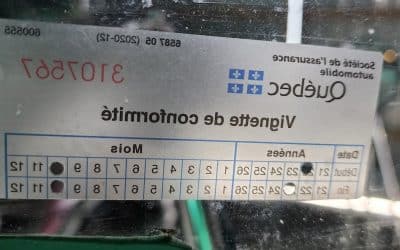 Société de l'assurance
automobile
Québec
6587 05 (2020-12)
3107567
Vignette de conformité
Date Années Mois
Début 21 23 24 25 26 1 2 3 4 5 6 7 8 9 11 12
Fin 21 22 24 25 26 1 2 3 4 5 6 7 8 9 11 12